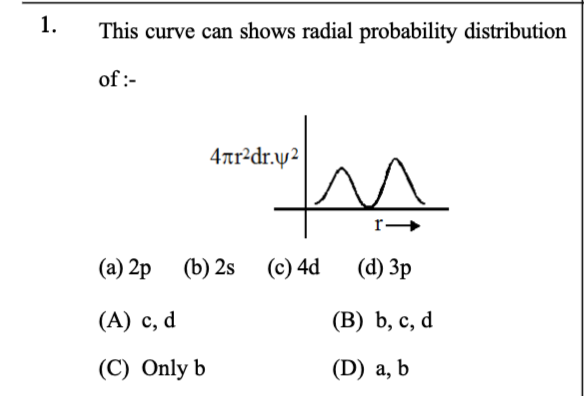 1. This curve can shows radial probability distribution
of :-
4πr²dr.ψ²
r→
(a) 2p (b) 2s (c) 4d (d) 3p
(A) c, d (B) b, c, d
(C) Only b (D) a, b